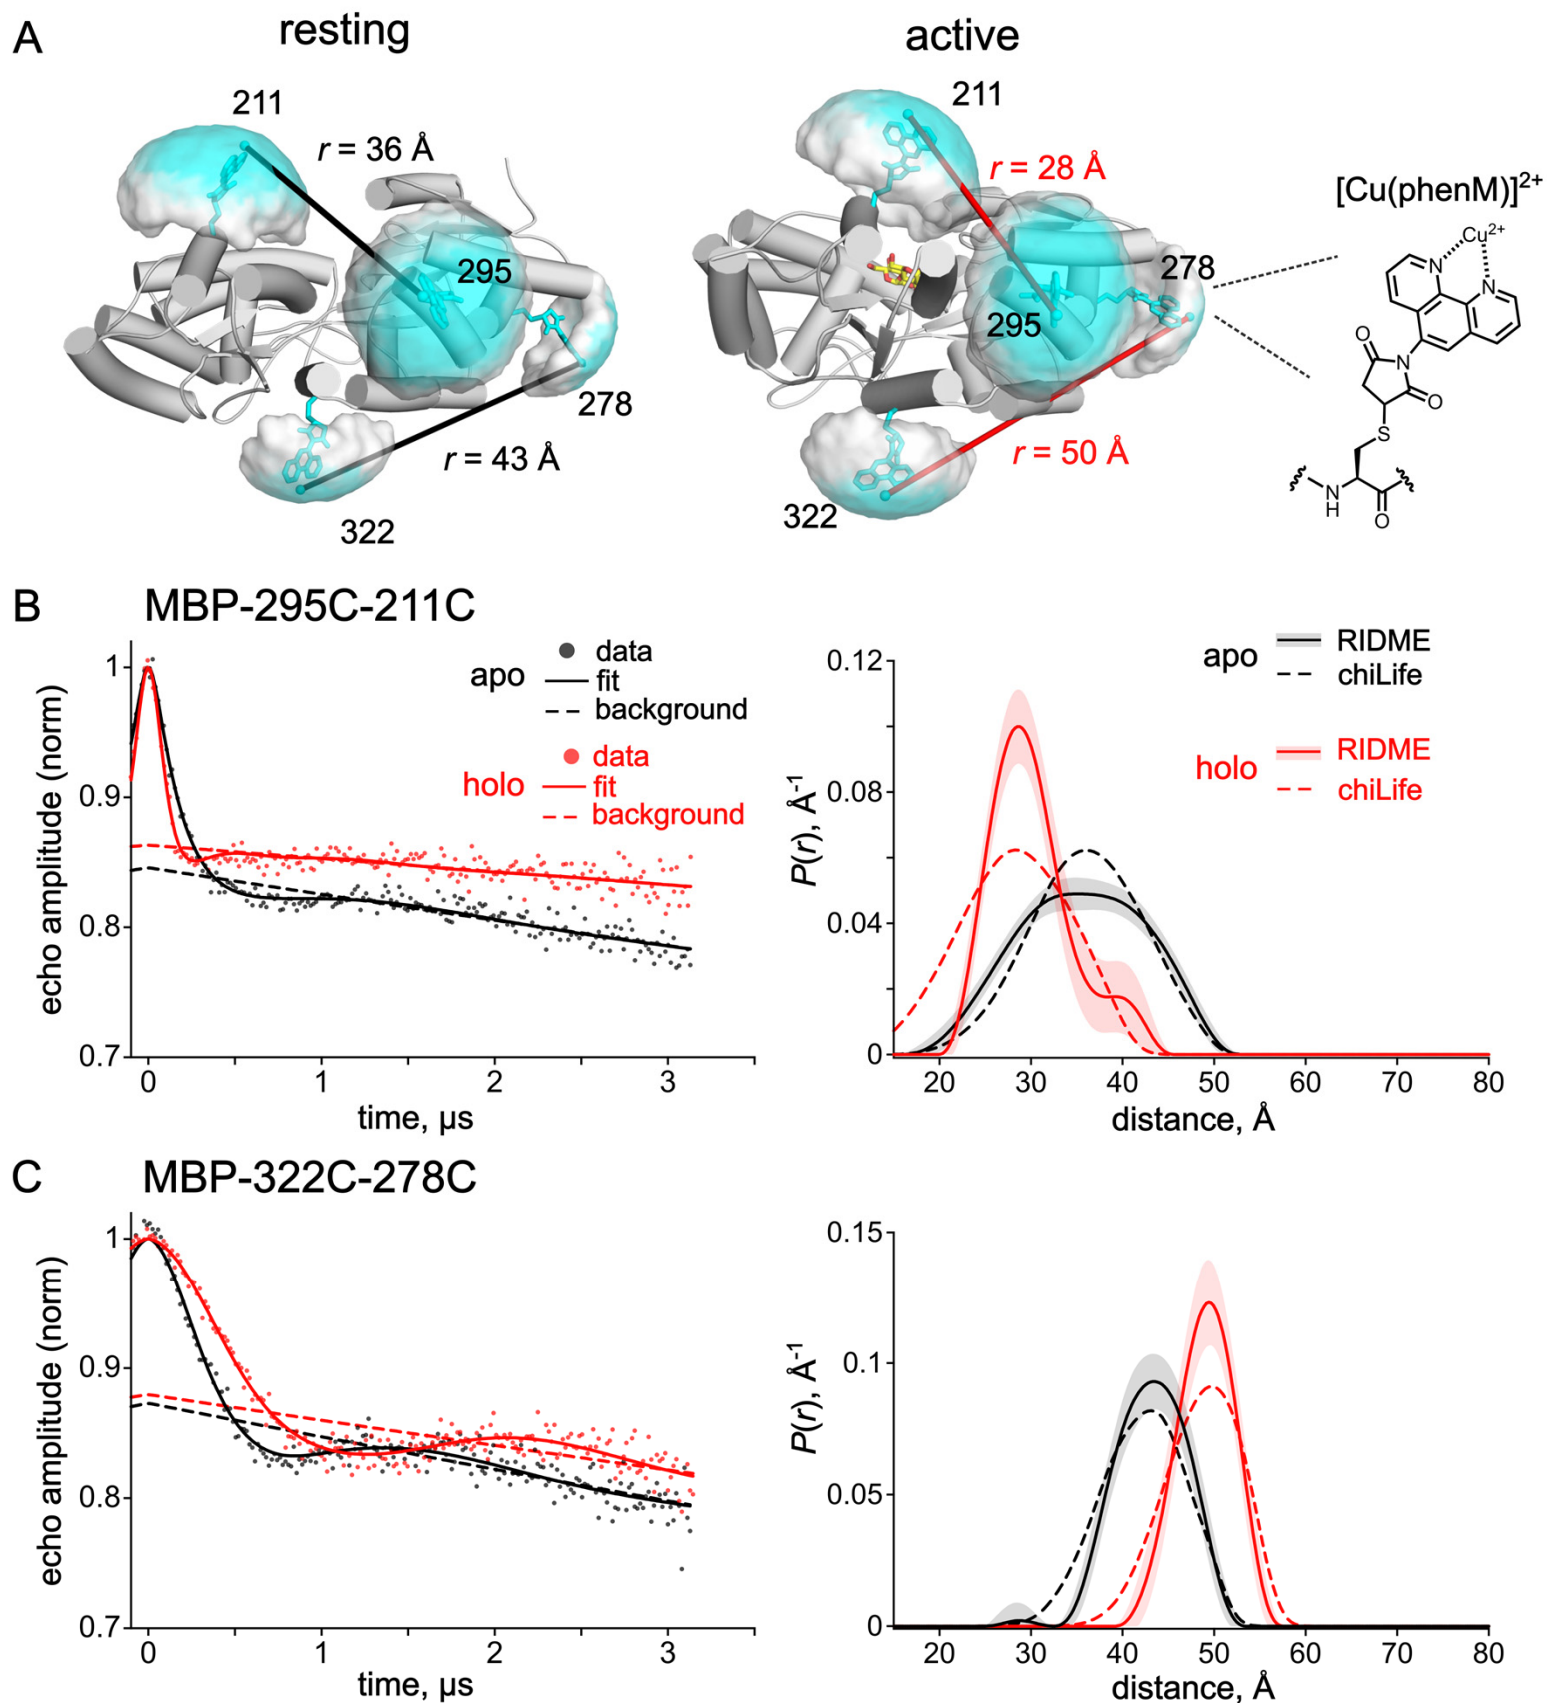 A
resting
active
211
r = 36 Å
295
278
r = 43 Å
322
211
r = 28 Å
278
295
r = 50 Å
322
[Cu(phenM)]2+
Cu2+
N
N
O
N
O
S
N
H
O
B
MBP-295C-211C
apo
data
fit
background
holo
data
fit
background
echo amplitude (norm)
1
0.9
0.8
0.7
0
1
2
3
time, µs
apo
RIDME
chiLife
holo
RIDME
chiLife
P(r), Å-1
0.12
0.08
0.04
0
20
30
40
50
60
70
80
distance, Å
C
MBP-322C-278C
echo amplitude (norm)
1
0.9
0.8
0.7
0
1
2
3
time, µs
P(r), Å-1
0.15
0.1
0.05
0
20
30
40
50
60
70
80
distance, Å